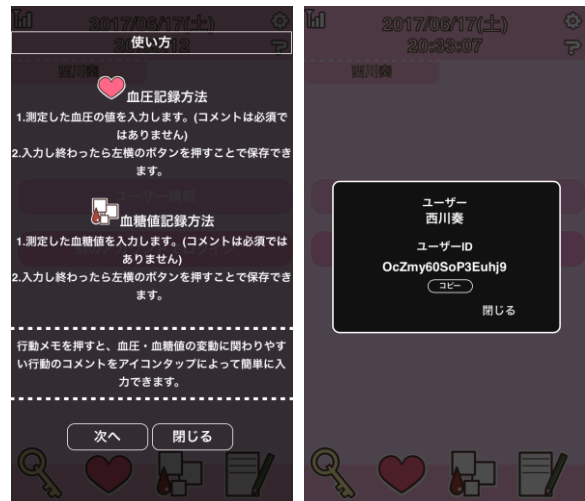 2017/06/17(土)
使い方
西川奏
血圧記録方法
1.測定した血圧の値を入力します。(コメントは必須で
はありません)
2.入力し終わったら左横のボタンを押すことで保存でき
ます。
ユーザー情報
血糖値記録方法
1.測定した血糖値を入力します。(コメントは必須では
ありません)
2.入力し終わったら左横のボタンを押すことで保存でき
ます。
行動メモを押すと、血圧・血糖値の変動に関わりやす
い行動のコメントをアイコンタップによって簡単に入
力できます。
次へ
閉じる
2017/06/17(土)
20:33:07
西川奏
ユーザー
西川奏
ユーザーID
OcZmy60SoP3Euhj9
コピー
閉じる